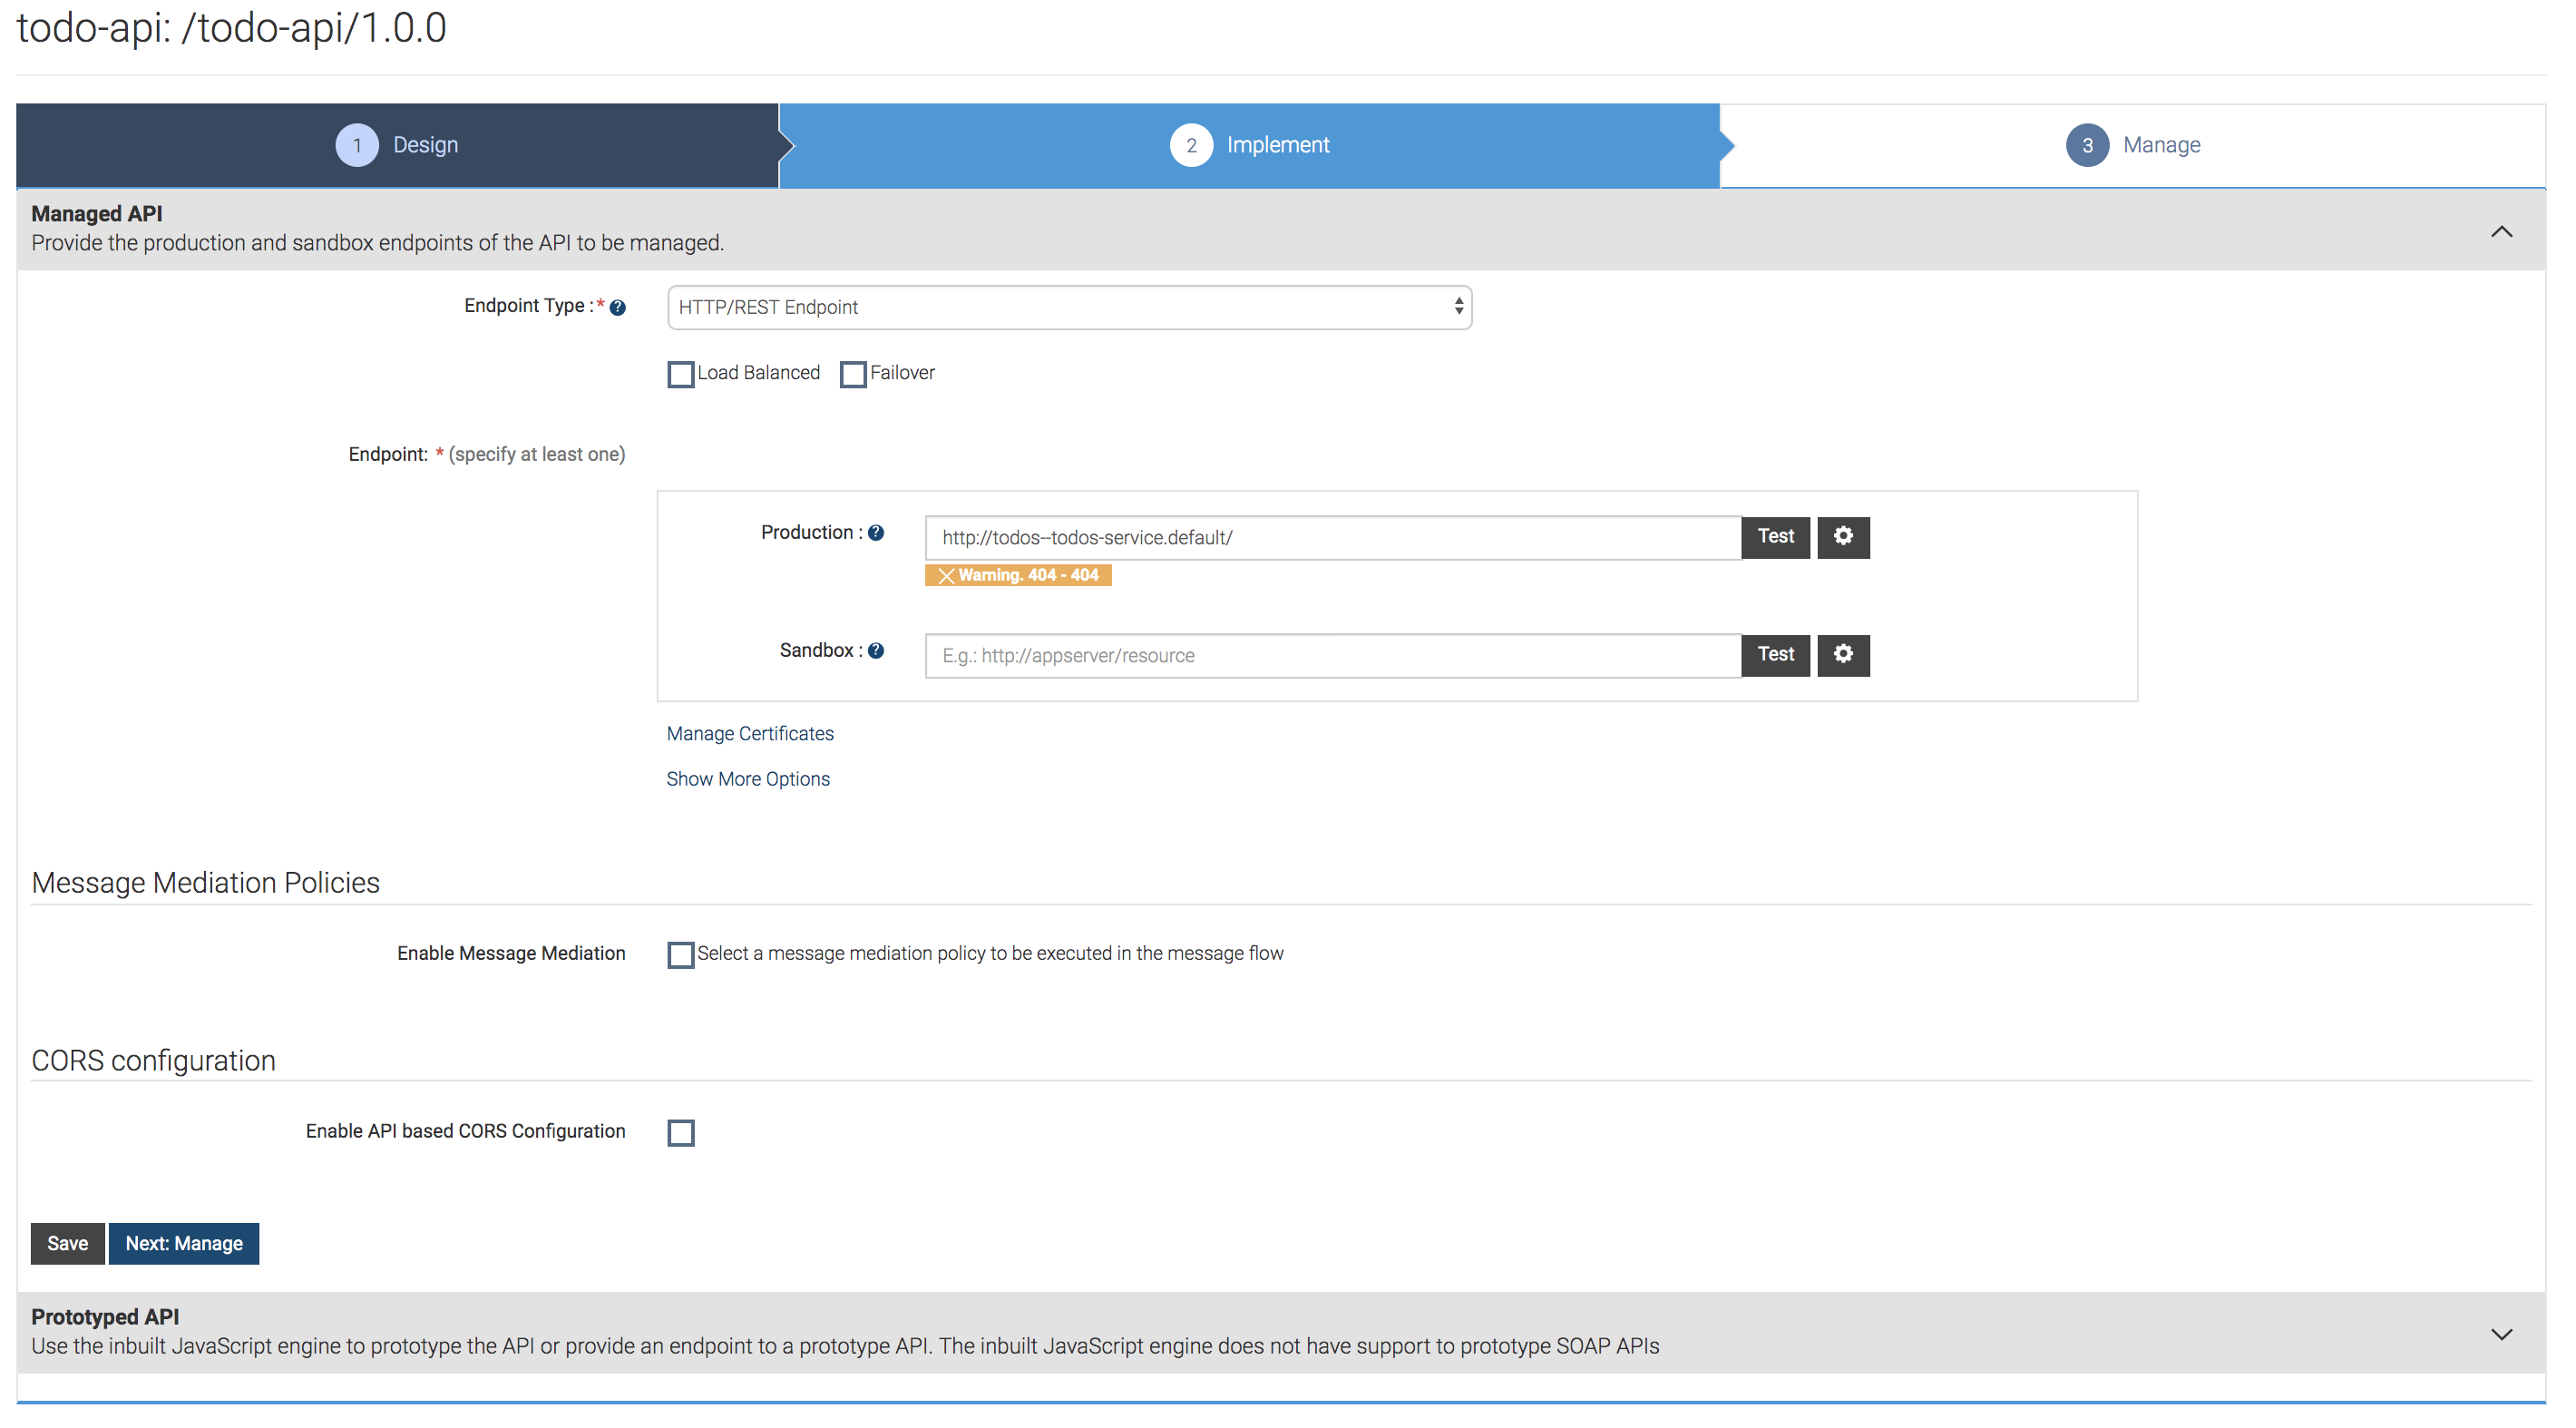 todo-api: /todo-api/1.0.0
1 Design
2 Implement
3 Manage
Managed API
Provide the production and sandbox endpoints of the API to be managed.
Endpoint Type : * ?
HTTP/REST Endpoint
Load Balanced Failover
Endpoint: * (specify at least one)
Production : ? http://todos--todos-service.default/ Test
Warning. 404 - 404
Sandbox : ? E.g.: http://appserver/resource Test
Manage Certificates
Show More Options
Message Mediation Policies
Enable Message Mediation Select a message mediation policy to be executed in the message flow
CORS configuration
Enable API based CORS Configuration
Save Next: Manage
Prototyped API
Use the inbuilt JavaScript engine to prototype the API or provide an endpoint to a prototype API. The inbuilt JavaScript engine does not have support to prototype SOAP APIs